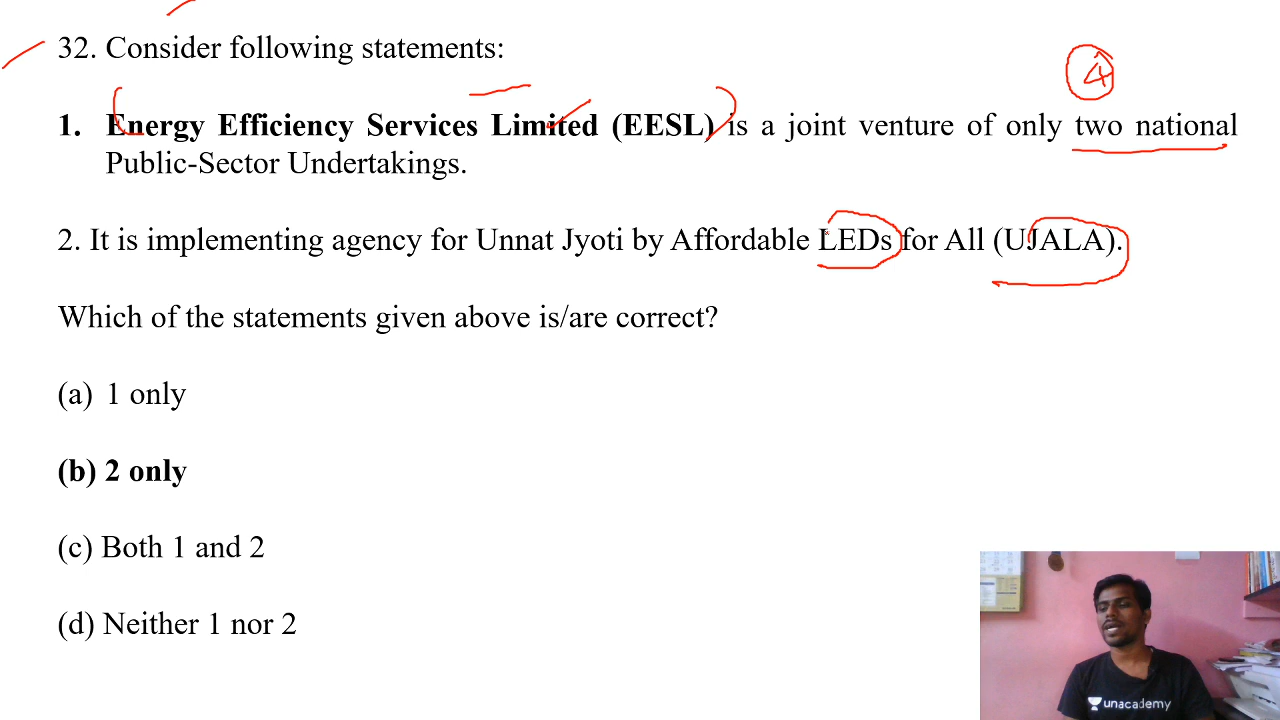 32. Consider following statements:
4
1. Energy Efficiency Services Limited (EESL) is a joint venture of only two national
Public-Sector Undertakings.
2. It is implementing agency for Unnat Jyoti by Affordable LEDs for All (UJALA).
Which of the statements given above is/are correct?
(a) 1 only
(b) 2 only
(c) Both 1 and 2
(d) Neither 1 nor 2
unacademy